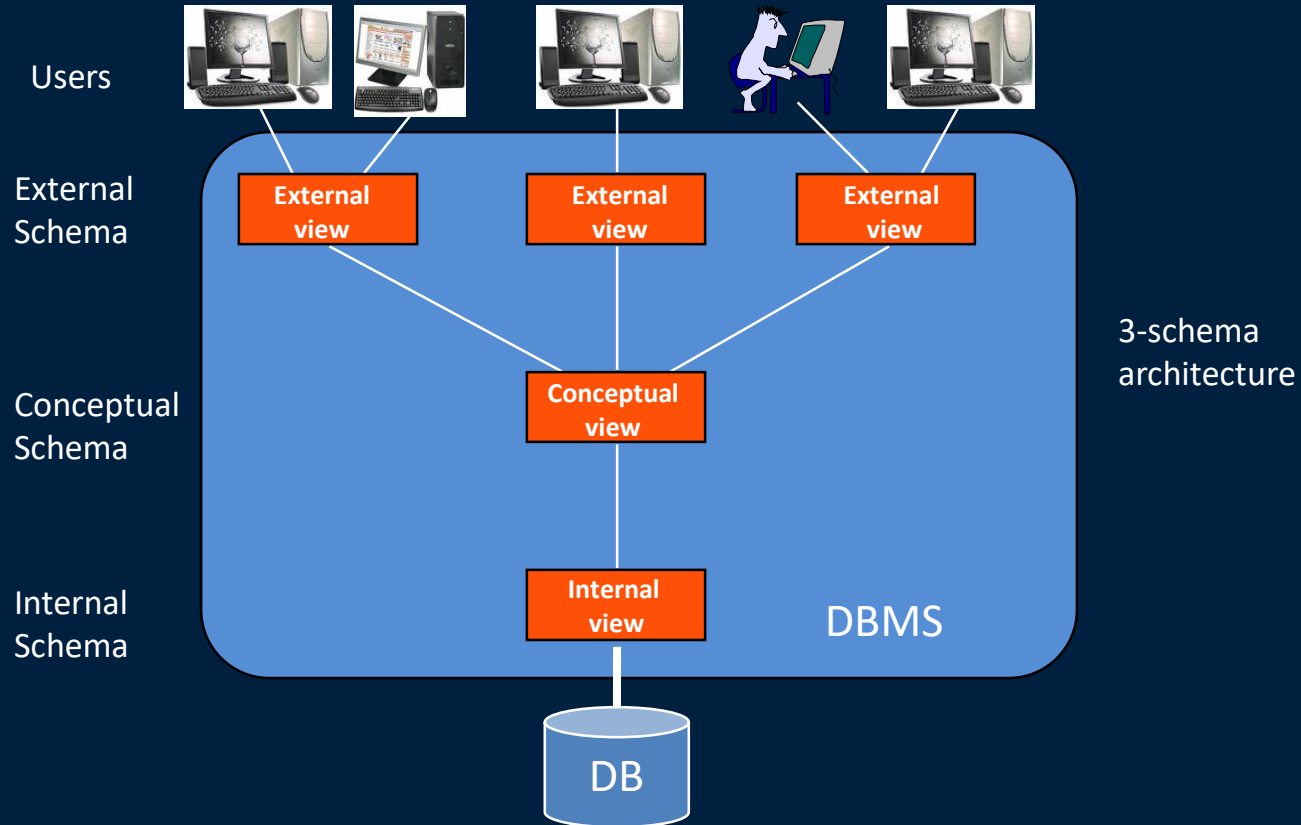 Users
External
Schema
External
view
External
view
External
view
3-schema
architecture
Conceptual
Schema
Conceptual
view
Internal
Schema
Internal
view
DBMS
DB